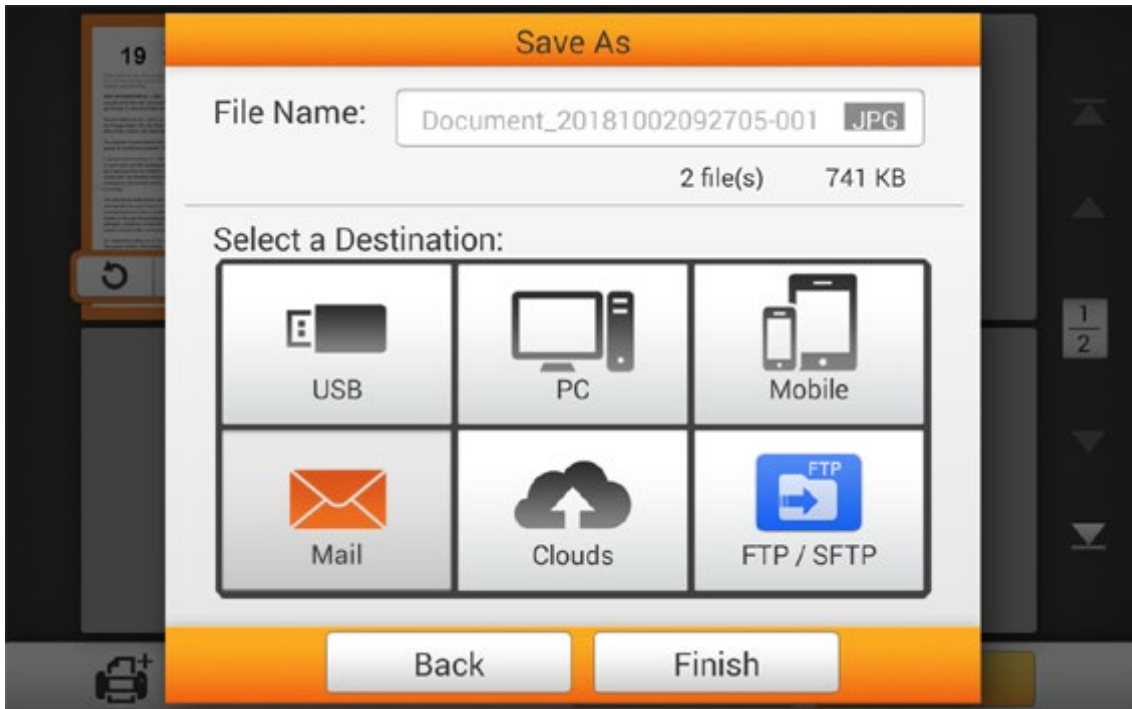 Save As
19
File Name: Document_20181002092705-001 JPG
2 file(s) 741 KB
Select a Destination:
USB PC Mobile
FTP
Mail Clouds FTP / SFTP
1
2
Back Finish